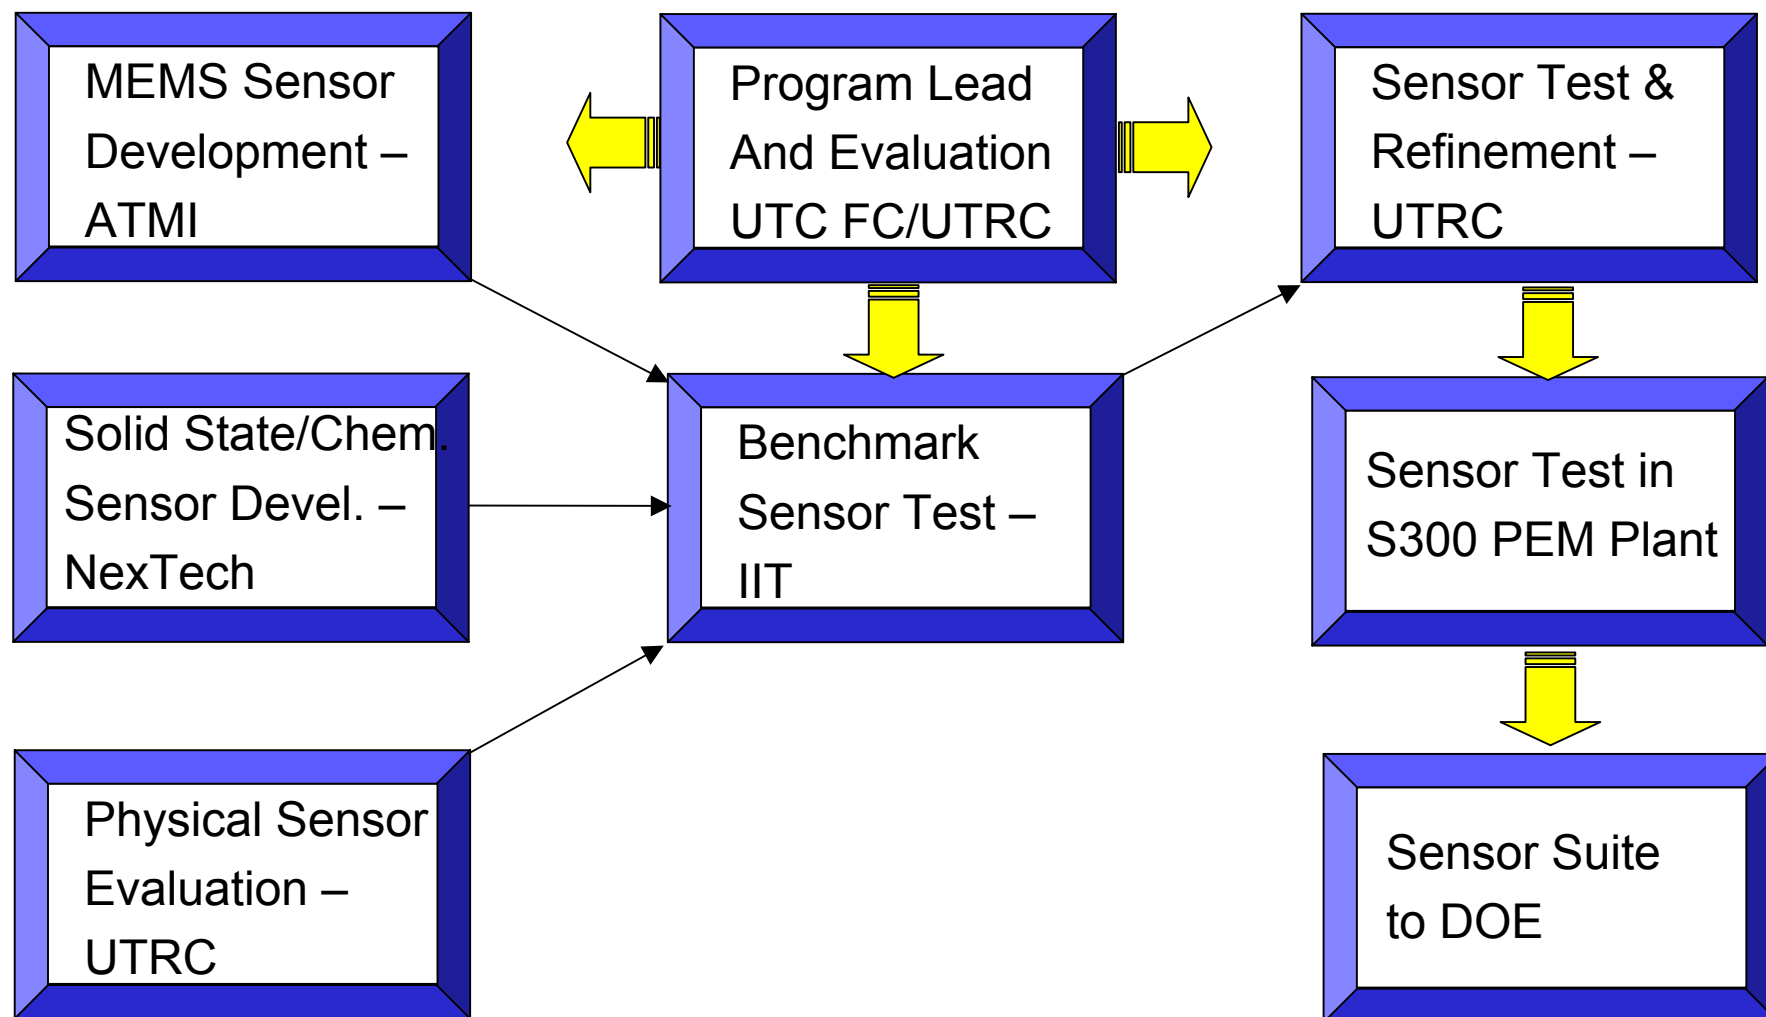 MEMS Sensor
Development –
ATMI
Program Lead
And Evaluation
UTC FC/UTRC
Sensor Test &
Refinement –
UTRC
Solid State/Chem.
Sensor Devel. –
NexTech
Benchmark
Sensor Test –
IIT
Sensor Test in
S300 PEM Plant
Physical Sensor
Evaluation –
UTRC
Sensor Suite
to DOE